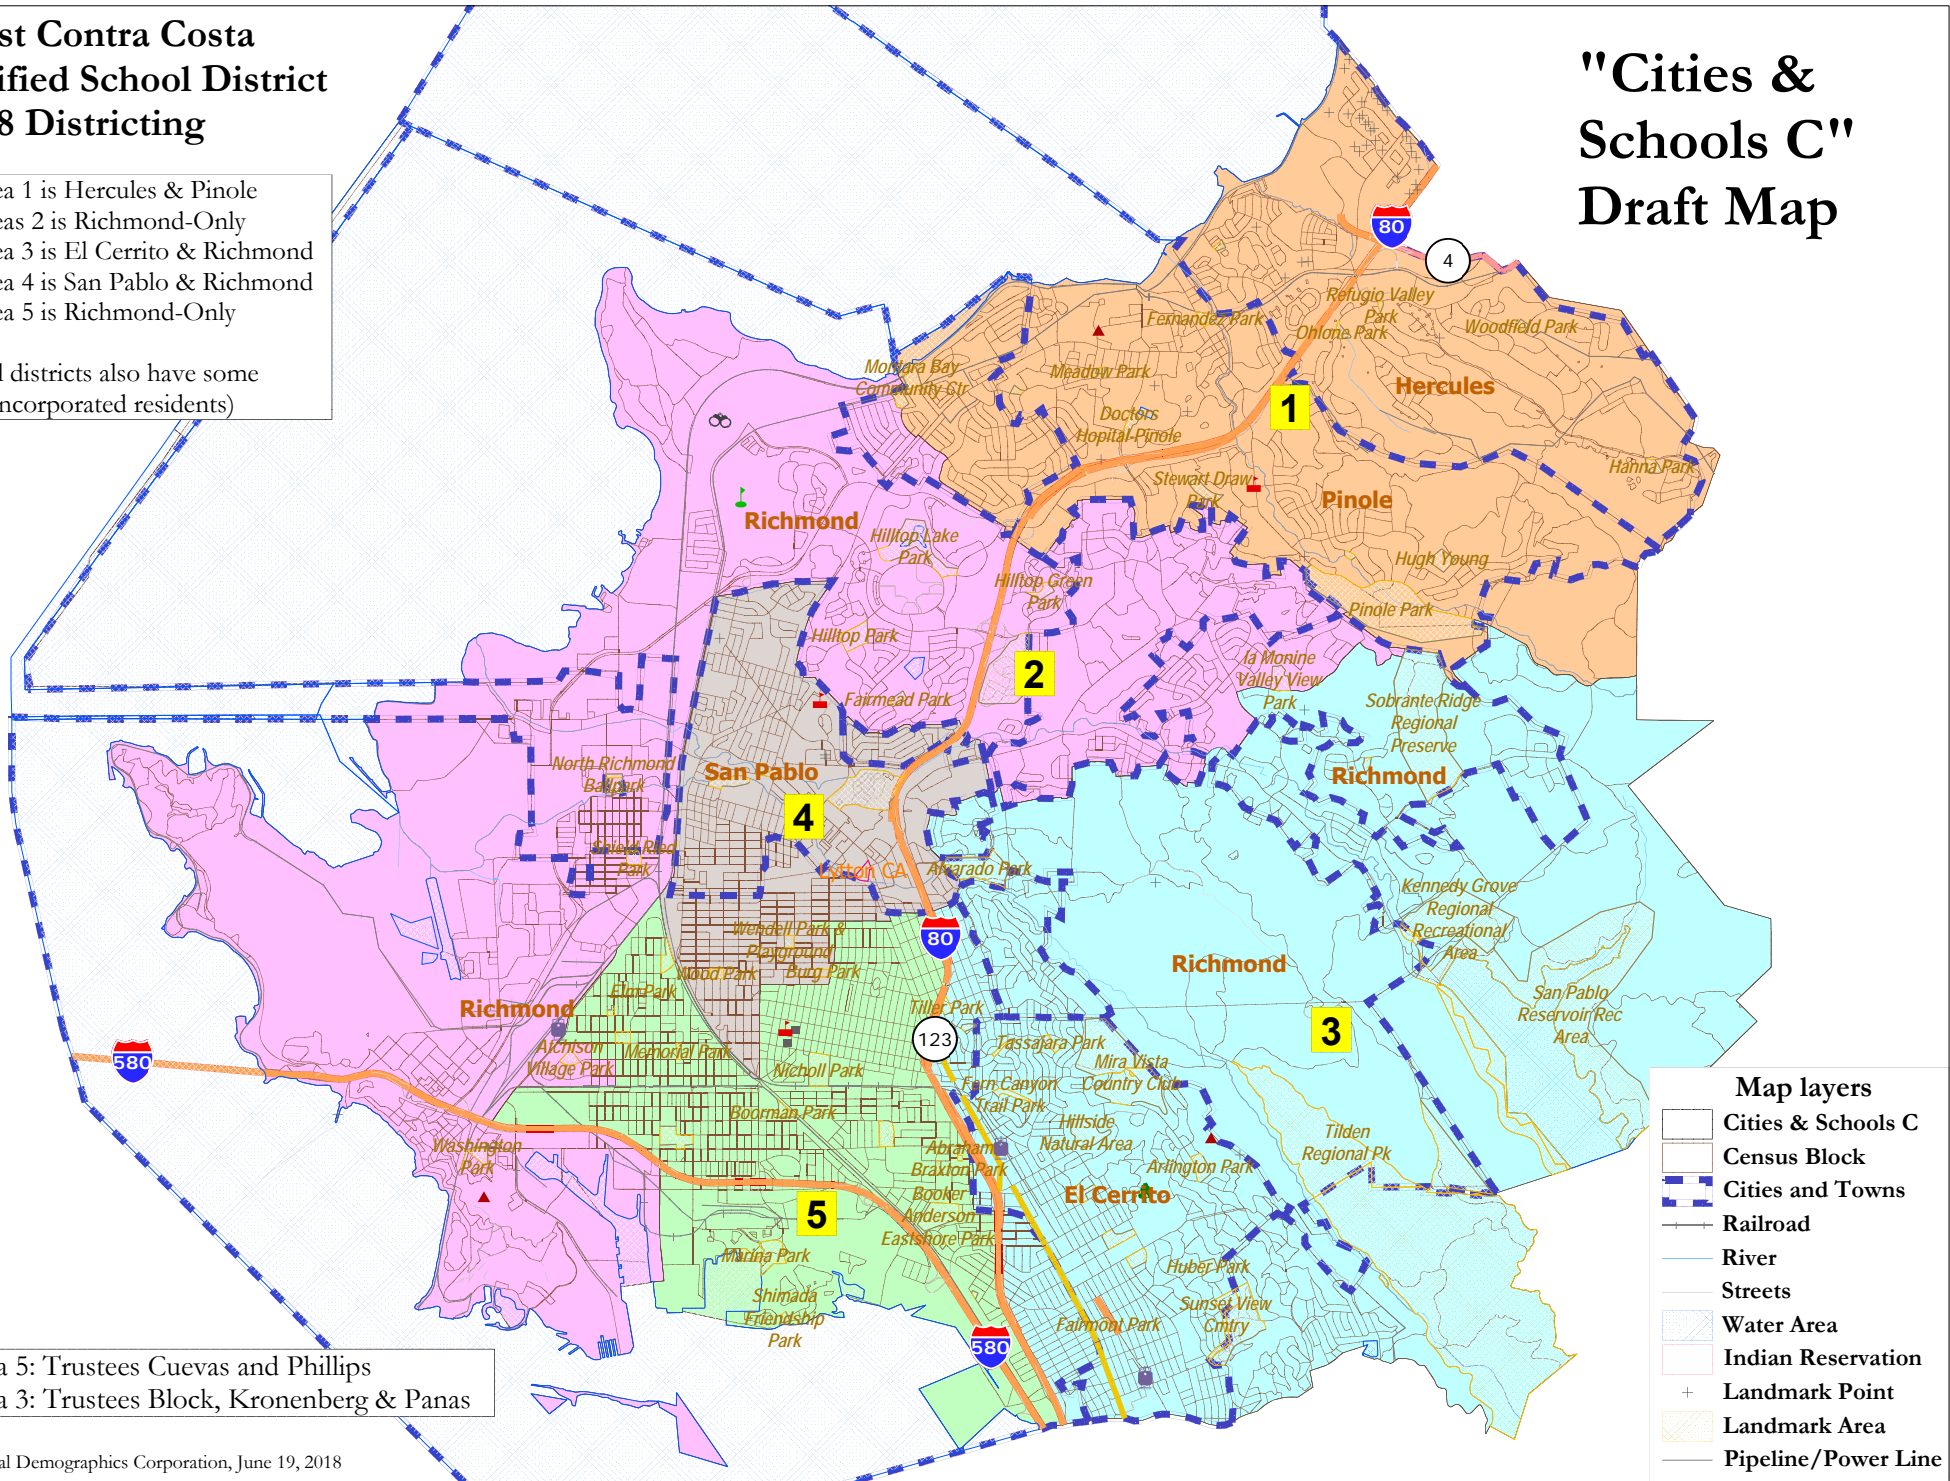 st Contra Costa
ified School District
8 Districting
ea 1 is Hercules & Pinole
eas 2 is Richmond-Only
ea 3 is El Cerrito & Richmond
ea 4 is San Pablo & Richmond
ea 5 is Richmond-Only
l districts also have some
ncorporated residents)
"Cities &
Schools C"
Draft Map
80
4
Refugio Valley
Park
Fernandez Park
Ohlone Park
Woodfield Park
Montara Bay
Community Ctr
Meadow Park
Hercules
1
Doctors
Hopital-Pinole
Hanna Park
Stewart Draw
Park
Pinole
Richmond
Hilltop Lake
Park
Hugh Young
Hilltop Green
Park
Pinole Park
Hilltop Park
2
la Monine
Valley View
Park
Fairmead Park
Sobrante Ridge
Regional
Preserve
North Richmond
Ballpark
San Pablo
Richmond
4
Shield Ried
Park
Lytton CA
Alvarado Park
Kennedy Grove
Regional
Recreational
Area
Wendell Park &
Playground
80
Wood Park
Burg Park
Richmond
Elm Park
San Pablo
Reservoir Rec
Area
Richmond
Tiller Park
3
123
Atchison
Village Park
Memorial Park
Tassajara Park
Mira Vista
Country Club
580
Nicholl Park
Fern Canyon
Trail Park
Boorman Park
Hillside
Natural Area
Washington
Park
Abraham
Braxton Park
Tilden
Regional Pk
Arlington Park
Booker
Anderson
El Cerrito
5
Eastshore Park
Marina Park
Huber Park
Shimada
Friendship
Park
Sunset View
Cmtry
Fairmont Park
580
Map layers
Cities & Schools C
Census Block
Cities and Towns
Railroad
River
Streets
Water Area
Indian Reservation
Landmark Point
Landmark Area
Pipeline/Power Line
a 5: Trustees Cuevas and Phillips
a 3: Trustees Block, Kronenberg & Panas
al Demographics Corporation, June 19, 2018